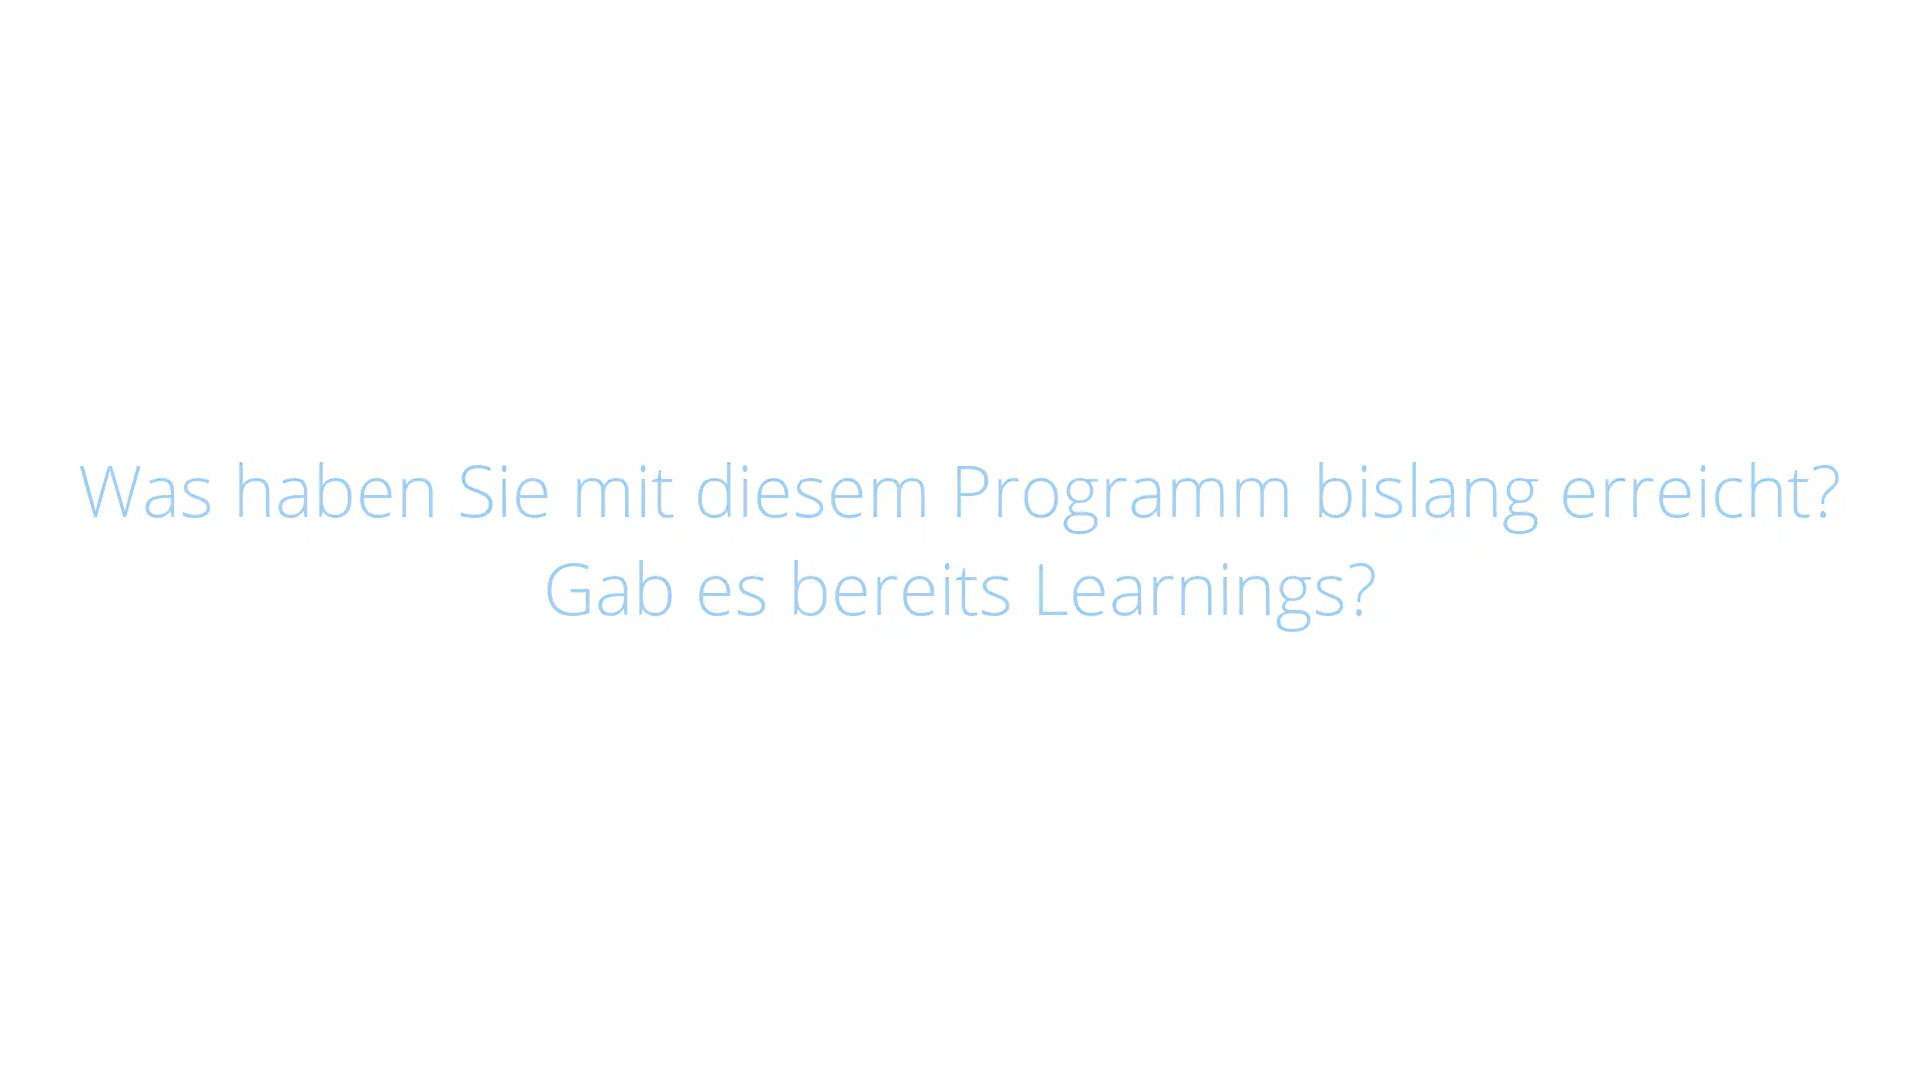 Was haben Sie mit diesem Programm bislang erreicht?
Gab es bereits Learnings?